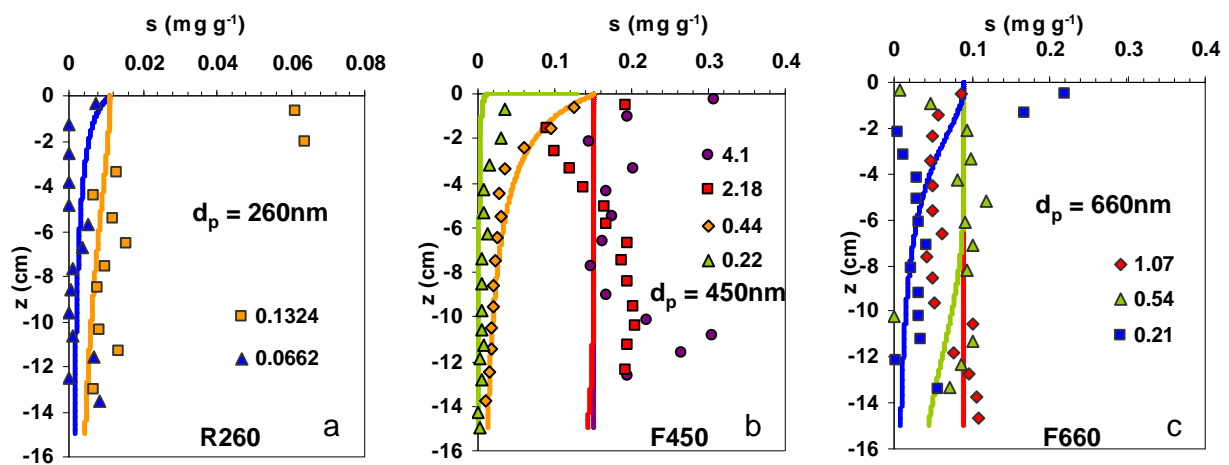 s (mg g-1)
0 0.02 0.04 0.06 0.08
0
-2
-4
-6
-8
-10
-12
-14
-16
z (cm)
dp = 260nm
0.1324
0.0662
R260
a
s (mg g-1)
0 0.1 0.2 0.3 0.4
0
-2
-4
-6
-8
-10
-12
-14
-16
z (cm)
4.1
2.18
0.44
0.22
dp = 450nm
F450
b
s (mg g-1)
0 0.1 0.2 0.3 0.4
0
-2
-4
-6
-8
-10
-12
-14
-16
z (cm)
dp = 660nm
1.07
0.54
0.21
F660
c